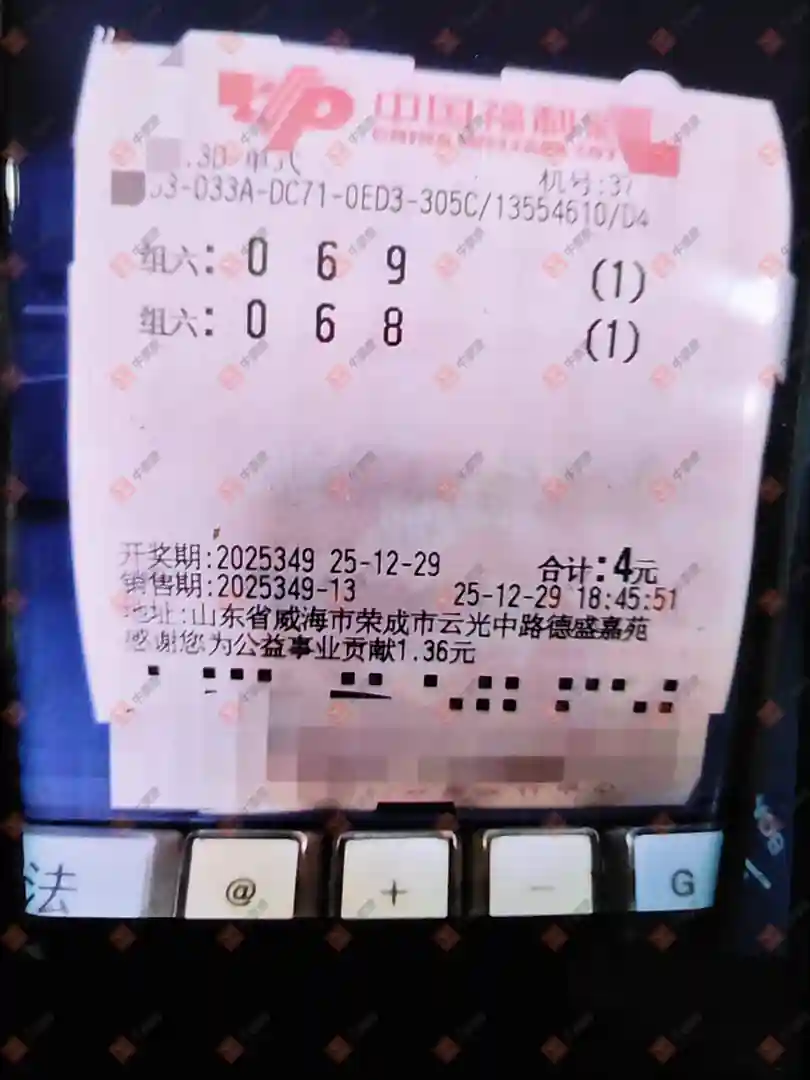 中国福利彩
3D 单式
机号:37
03-033A-DC71-0ED3-305C/13554610/D4
组六: 0 6 9 (1)
组六: 0 6 8 (1)
开奖期:2025349 25-12-29 合计:4元
销售期:2025349-13 25-12-29 18:45:51
地址:山东省威海市荣成市云光中路德盛嘉苑
感谢您为公益事业贡献1.36元
法 @ + - G